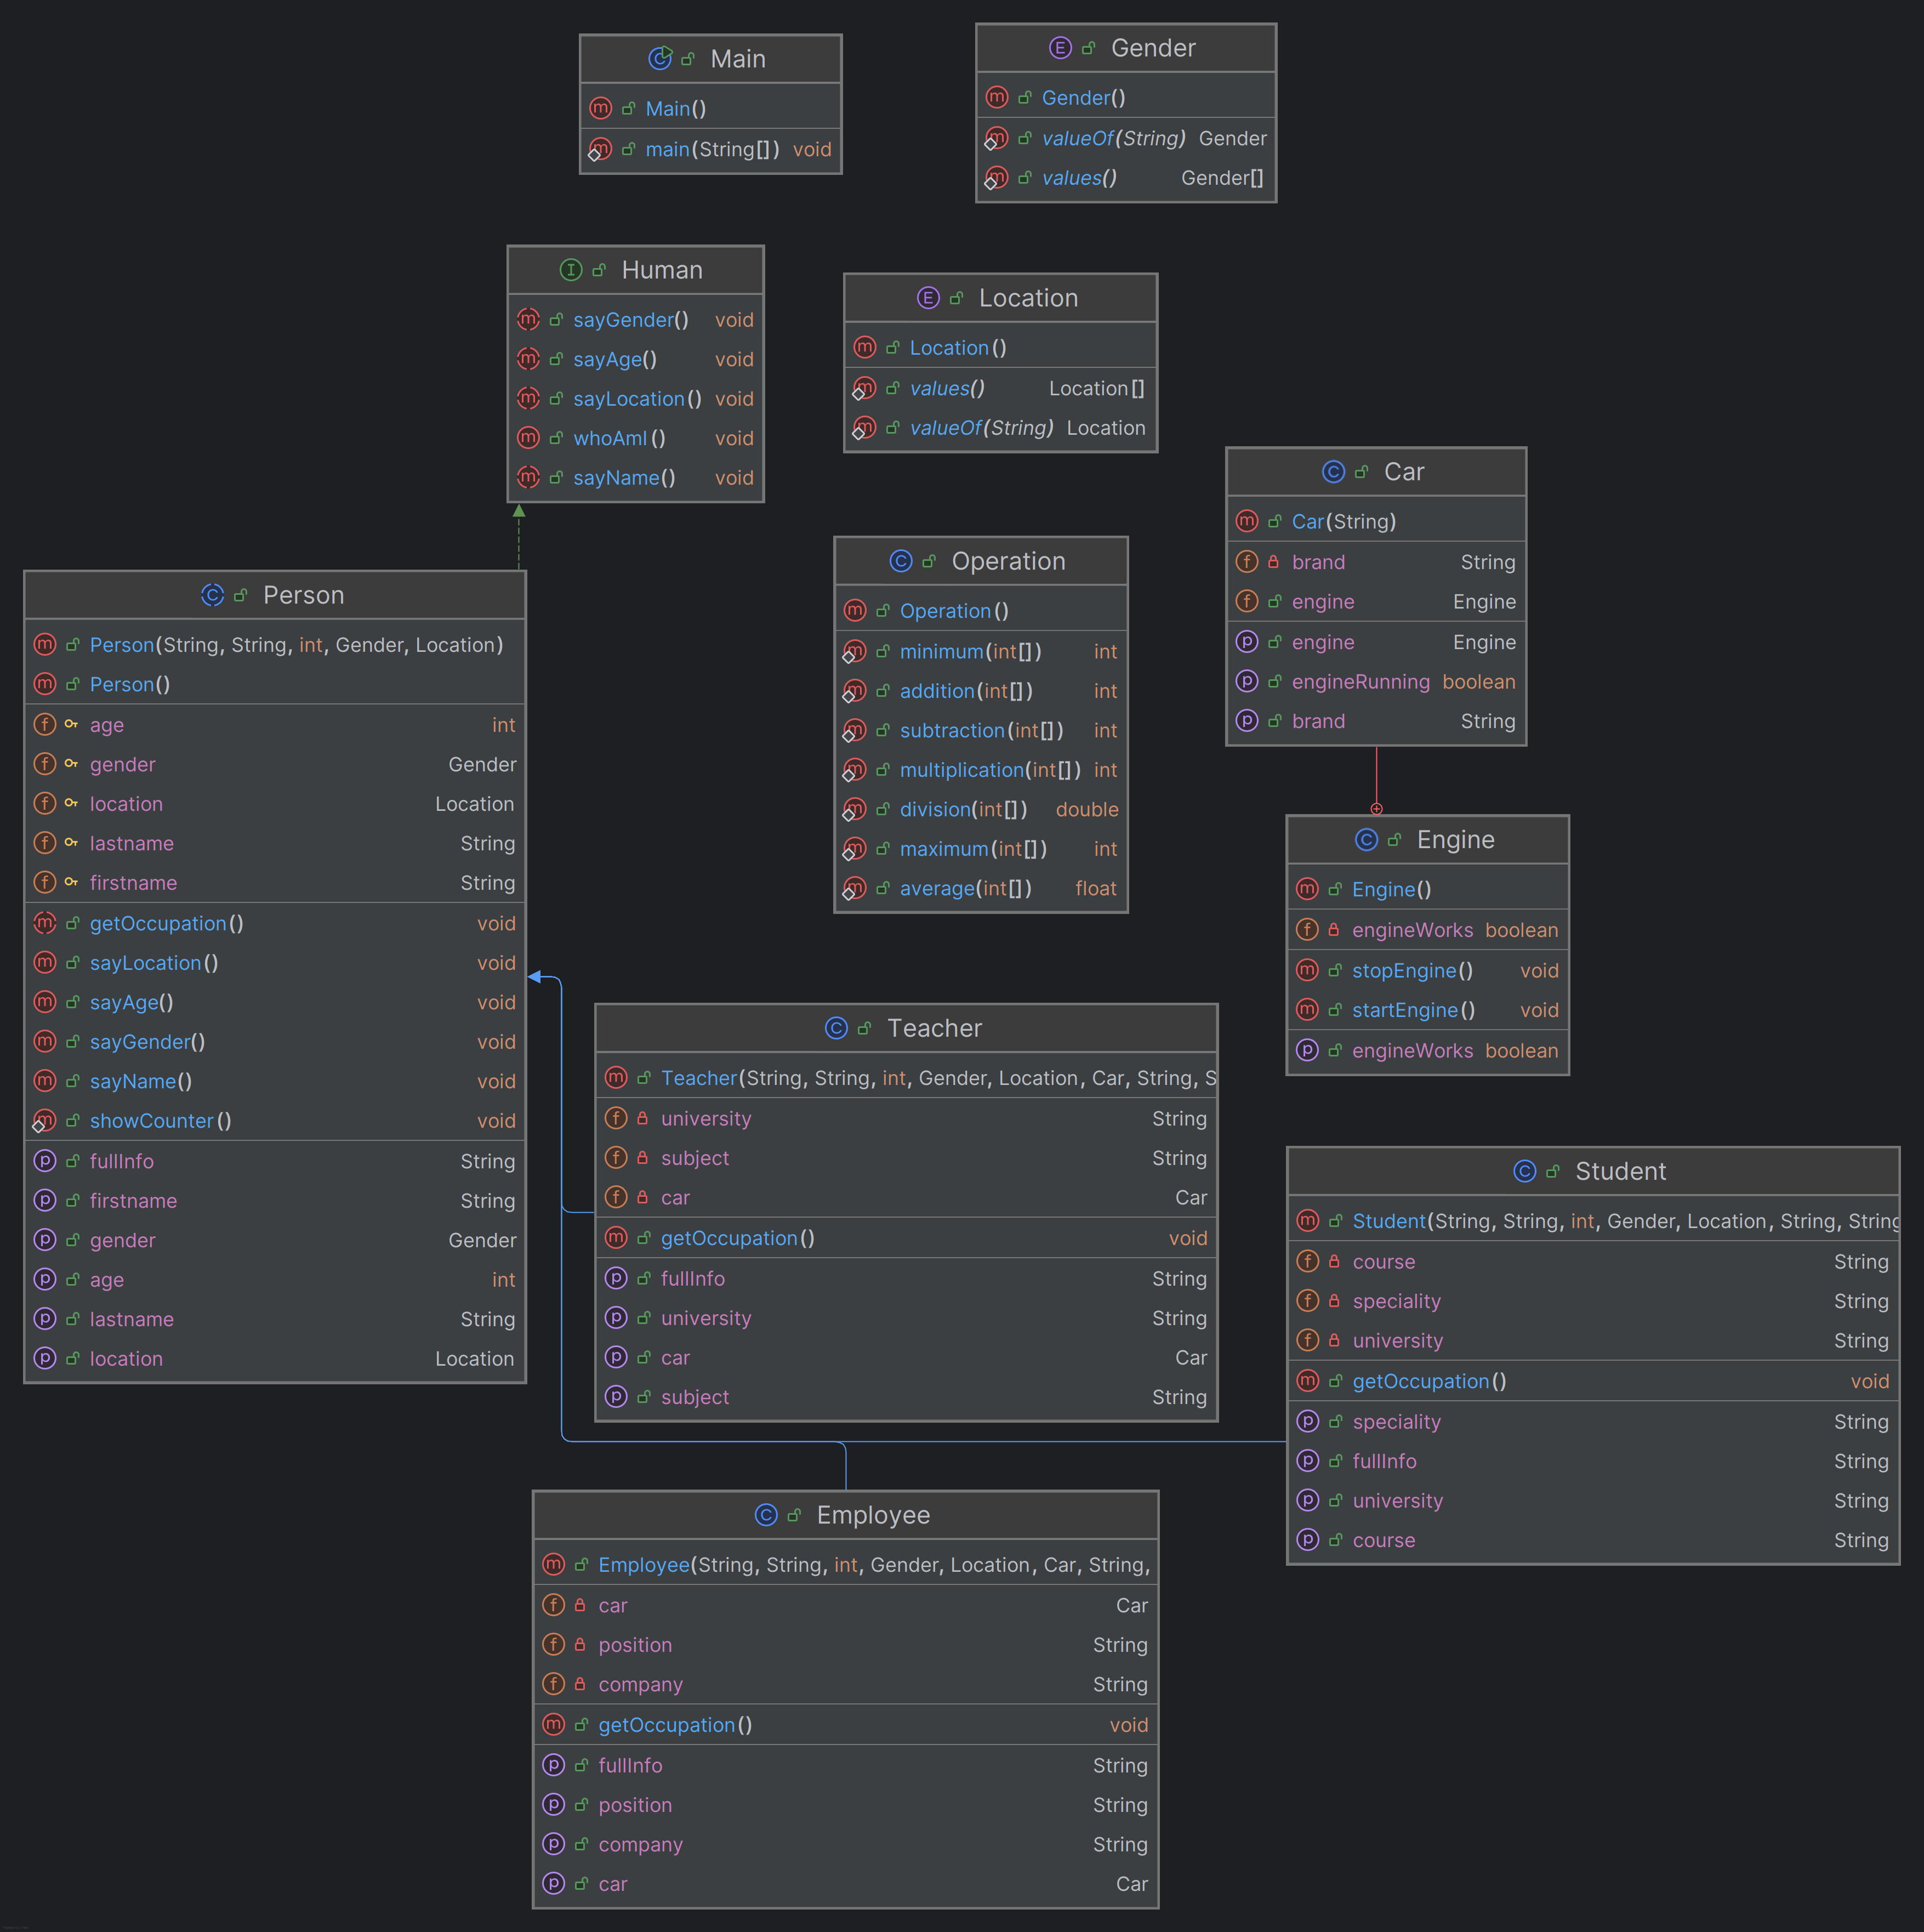 Main
Main()
main(String[]) void
Gender
Gender()
valueOf(String) Gender
values() Gender[]
Human
sayGender() void
sayAge() void
sayLocation() void
whoAmI() void
sayName() void
Location
Location()
values() Location[]
valueOf(String) Location
Car
Car(String)
brand String
engine Engine
engine Engine
engineRunning boolean
brand String
Operation
Operation()
minimum(int[]) int
addition(int[]) int
subtraction(int[]) int
multiplication(int[]) int
division(int[]) double
maximum(int[]) int
average(int[]) float
Person
Person(String, String, int, Gender, Location)
Person()
age int
gender Gender
location Location
lastname String
firstname String
getOccupation() void
sayLocation() void
sayAge() void
sayGender() void
sayName() void
showCounter() void
fullInfo String
firstname String
gender Gender
age int
lastname String
location Location
Engine
Engine()
engineWorks boolean
stopEngine() void
startEngine() void
engineWorks boolean
Teacher
Teacher(String, String, int, Gender, Location, Car, String, S
university String
subject String
car Car
getOccupation() void
fullInfo String
university String
car Car
subject String
Student
Student(String, String, int, Gender, Location, String, String
course String
speciality String
university String
getOccupation() void
speciality String
fullInfo String
university String
course String
Employee
Employee(String, String, int, Gender, Location, Car, String,
car Car
position String
company String
getOccupation() void
fullInfo String
position String
company String
car Car